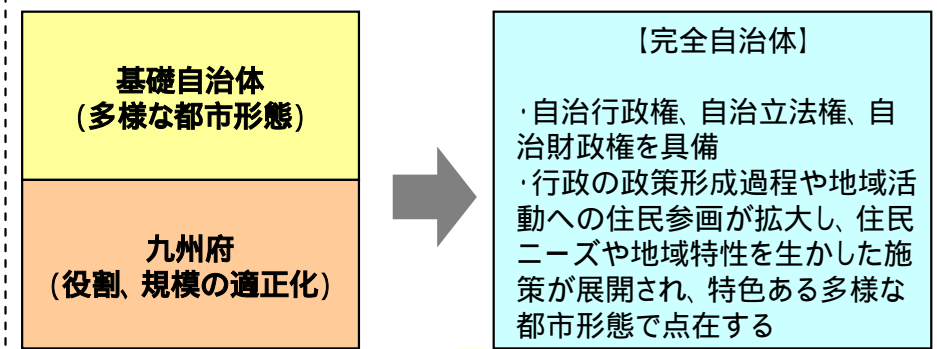 基礎自治体
(多様な都市形態)
九州府
(役割、規模の適正化)
【完全自治体】
･自治行政権、自治立法権、自
治財政権を具備
･行政の政策形成過程や地域活
動への住民参画が拡大し、住民
ニーズや地域特性を生かした施
策が展開され、特色ある多様な
都市形態で点在する